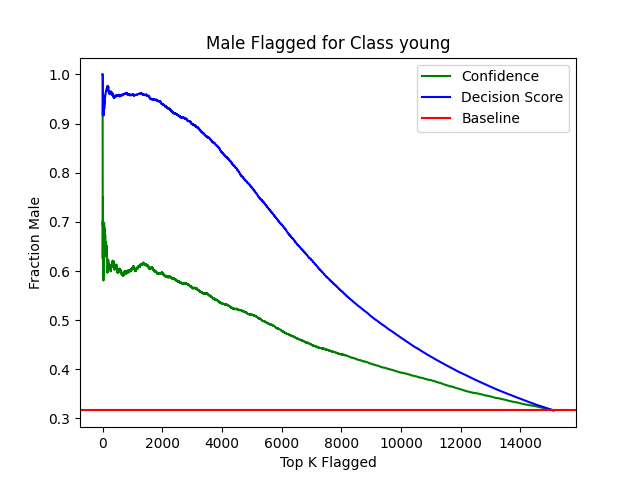 Male Flagged for Class young
Confidence
Decision Score
Baseline
Fraction Male
1.0
0.9
0.8
0.7
0.6
0.5
0.4
0.3
0 2000 4000 6000 8000 10000 12000 14000
Top K Flagged